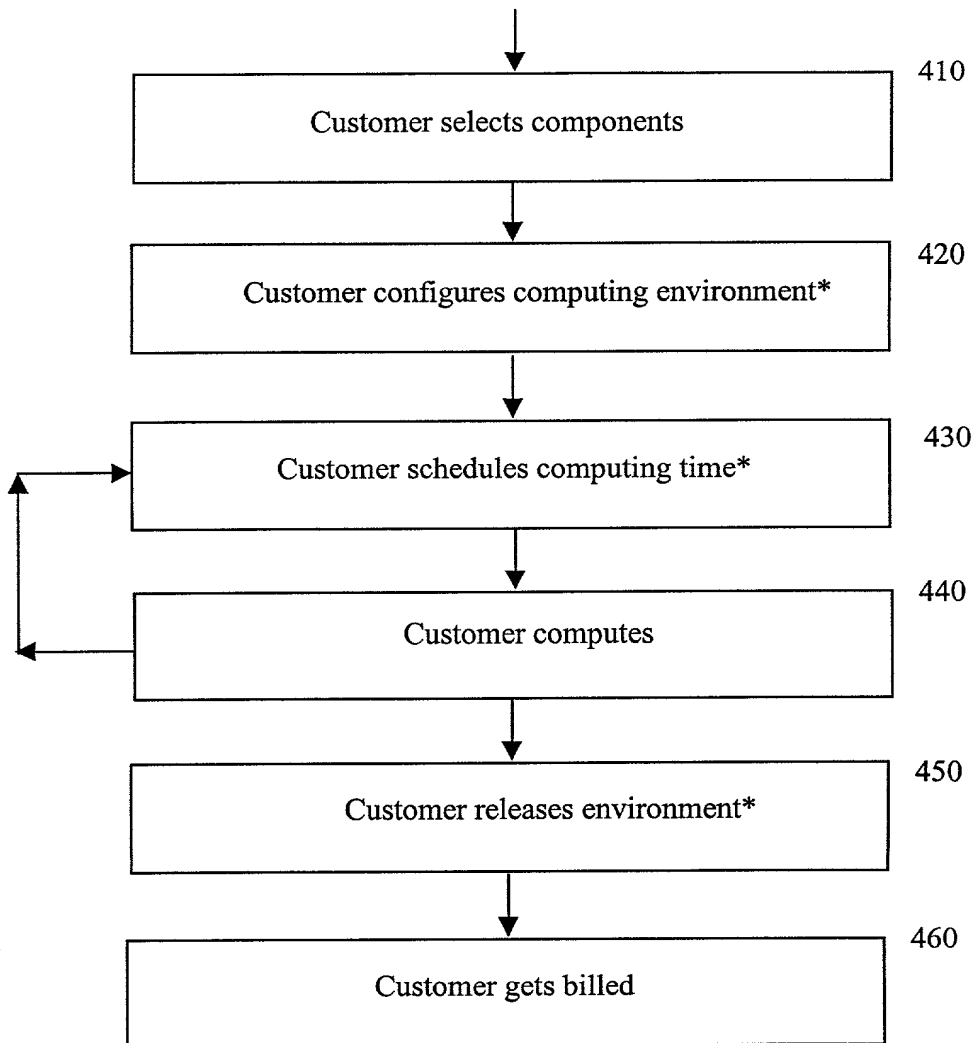 410
Customer selects components
420
Customer configures computing environment*
430
Customer schedules computing time*
440
Customer computes
450
Customer releases environment*
460
Customer gets billed